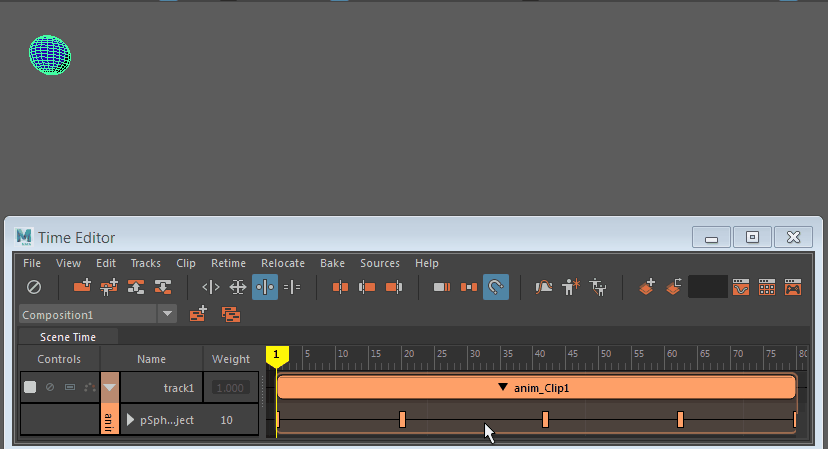 Time Editor
File View Edit Tracks Clip Retime Relocate Bake Sources Help
Composition1
Scene Time
Controls Name Weight 1 5 10 15 20 25 30 35 40 45 50 55 60 65 70 75 80
track1 1.000 anim_Clip1
pSph...ject 10